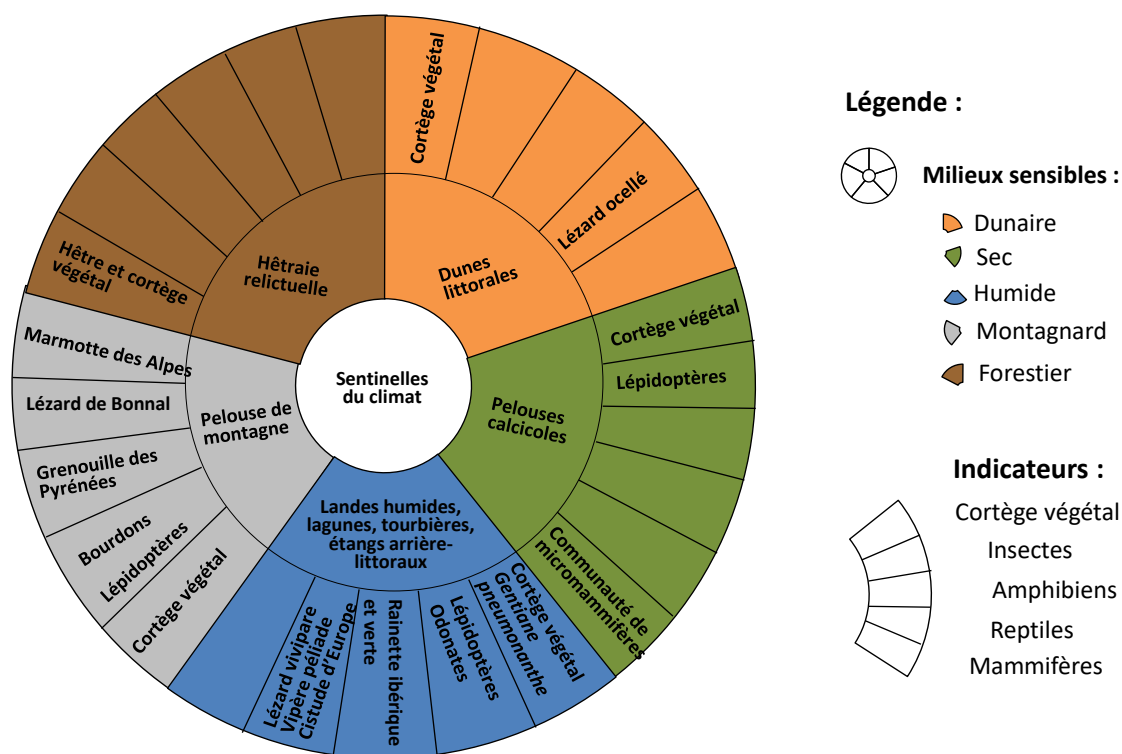 Sentinelles
du climat
Dunes
littorales
Cortège végétal
Lézard ocellé
Pelouses
calcicoles
Cortège végétal
Lépidoptères
Communauté de
micromammifères
Landes humides,
lagunes, tourbières,
étangs arrière-
littoraux
Cortège végétal
Gentiane
pneumonanthe
Lépidoptères
Odonates
Rainette ibérique
et verte
Lézard vivipare
Vipère péliade
Cistude d'Europe
Pelouse de
montagne
Cortège végétal
Lépidoptères
Bourdons
Grenouille des
Pyrénées
Lézard de Bonnal
Marmotte des Alpes
Hêtraie
relictuelle
Hêtre et cortège
végétal
Légende :
Milieux sensibles :
Dunaire
Sec
Humide
Montagnard
Forestier
Indicateurs :
Cortège végétal
Insectes
Amphibiens
Reptiles
Mammifères